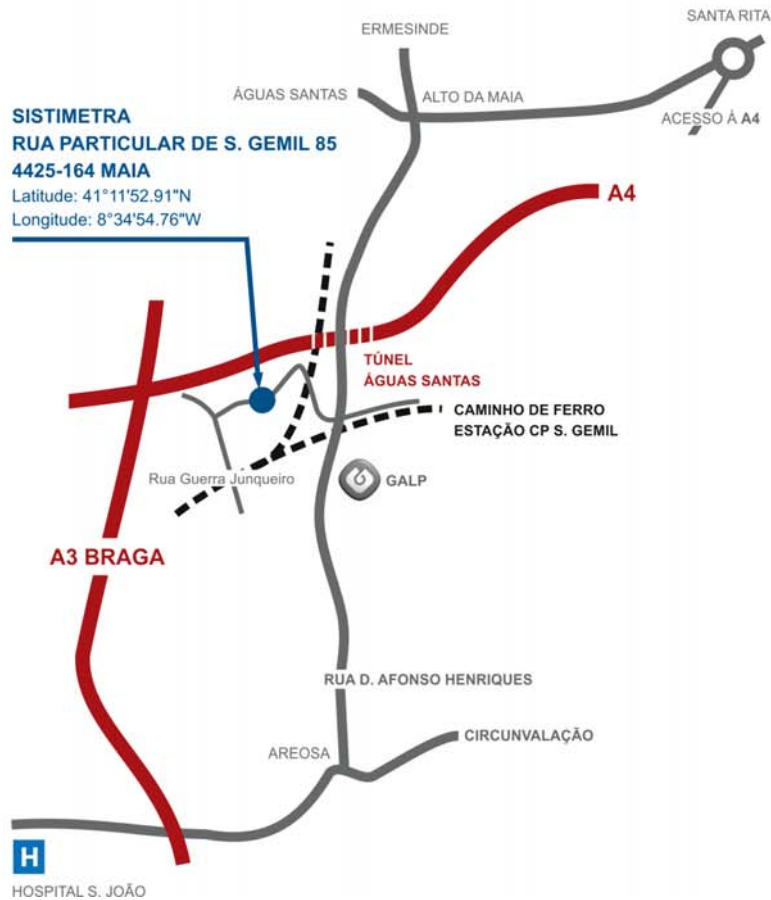 SANTA RITA
ERMESINDE
ÁGUAS SANTAS
ALTO DA MAIA
ACESSO À A4
SISTIMETRA
RUA PARTICULAR DE S. GEMIL 85
4425-164 MAIA
Latitude: 41°11'52.91"N
Longitude: 8°34'54.76"W
A4
TÚNEL
ÁGUAS SANTAS
CAMINHO DE FERRO
ESTAÇÃO CP S. GEMIL
Rua Guerra Junqueiro
GALP
A3 BRAGA
RUA D. AFONSO HENRIQUES
CIRCUNVALAÇÃO
AREOSA
H
HOSPITAL S. JOÃO